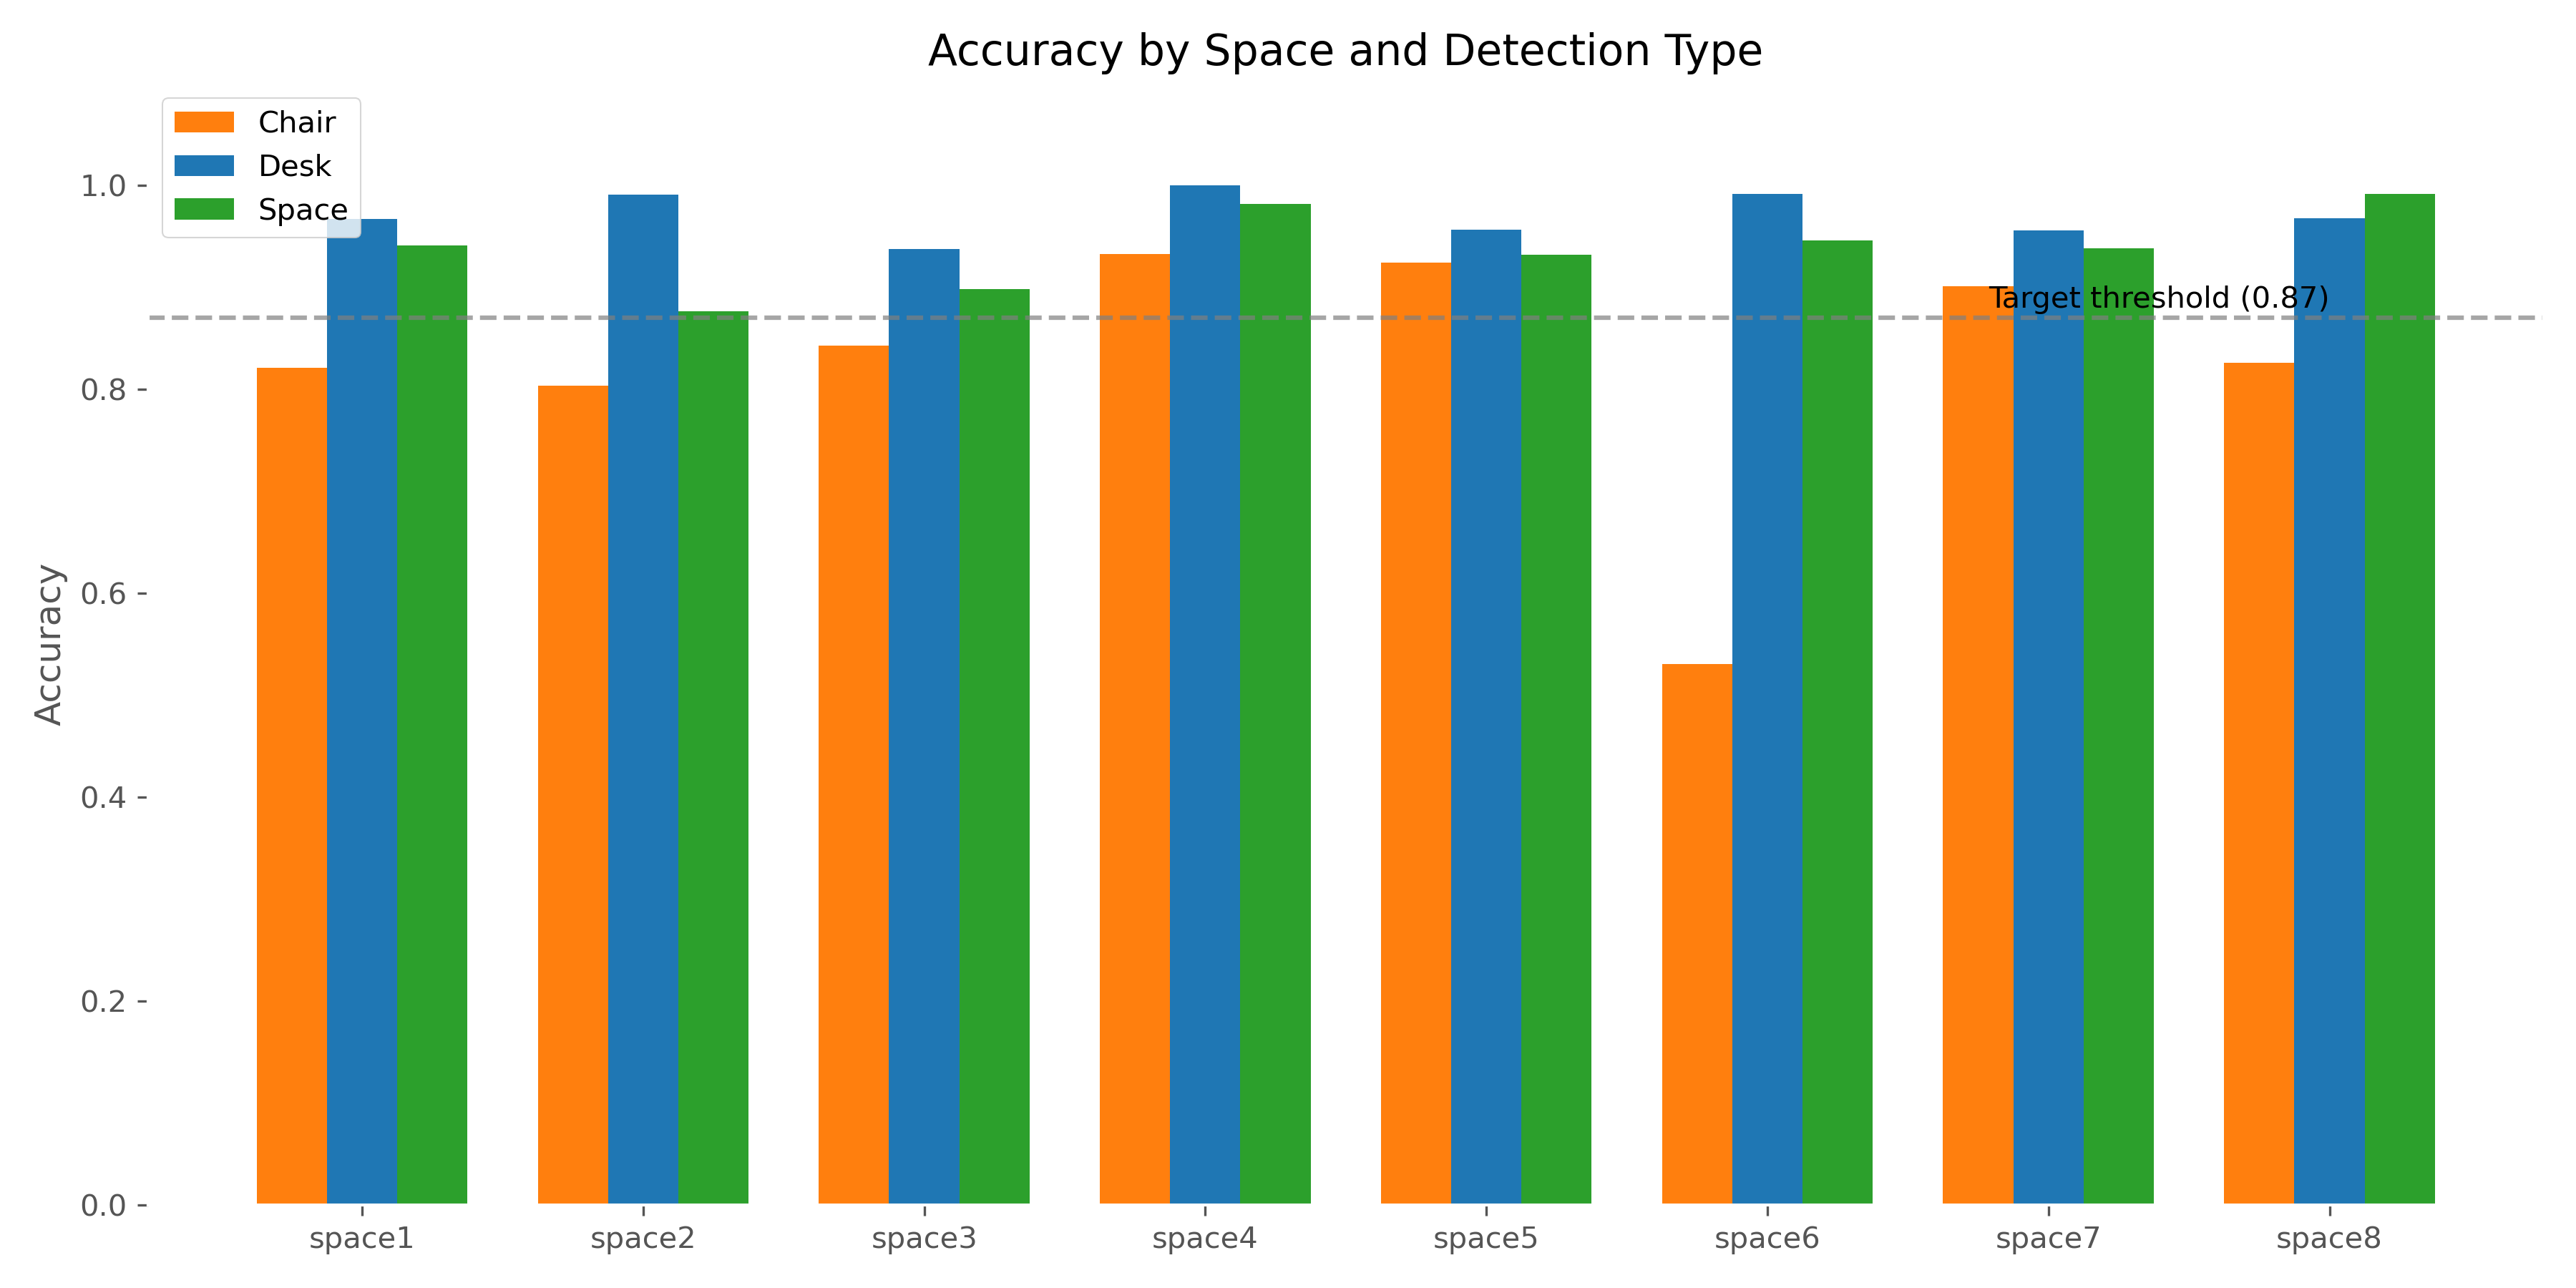 Accuracy by Space and Detection Type
Chair
Desk
Space
1.0
0.8
0.6
0.4
0.2
0.0
Accuracy
Target threshold (0.87)
space1
space2
space3
space4
space5
space6
space7
space8